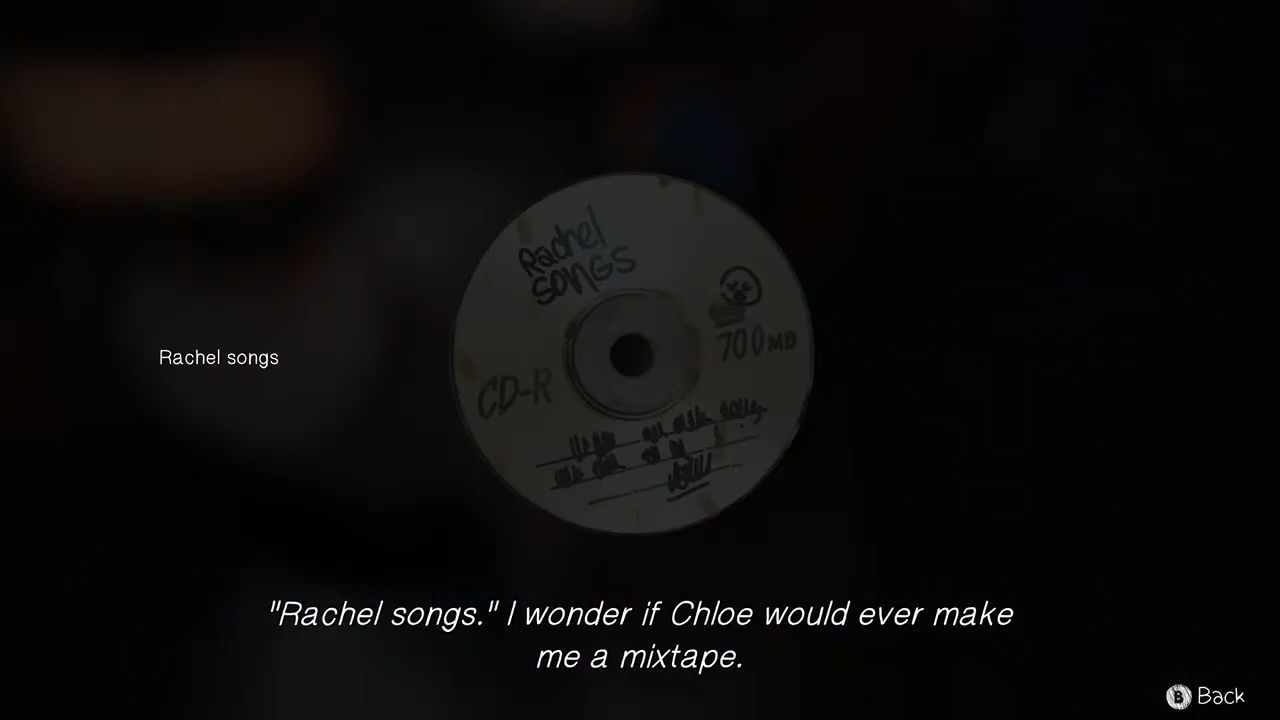 Rachel
SONGS
700 MB
CD-R
Rachel songs
"Rachel songs." I wonder if Chloe would ever make
me a mixtape.
B Back